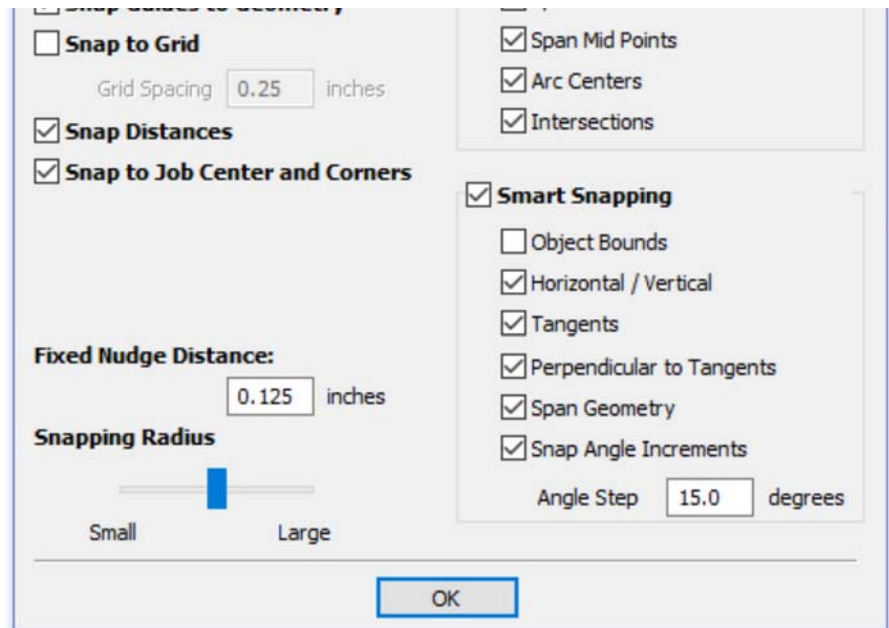 Snap to Grid
Grid Spacing 0.25 inches
Snap Distances
Snap to Job Center and Corners
Fixed Nudge Distance:
0.125 inches
Snapping Radius
Small Large
Span Mid Points
Arc Centers
Intersections
Smart Snapping
Object Bounds
Horizontal / Vertical
Tangents
Perpendicular to Tangents
Span Geometry
Snap Angle Increments
Angle Step 15.0 degrees
OK